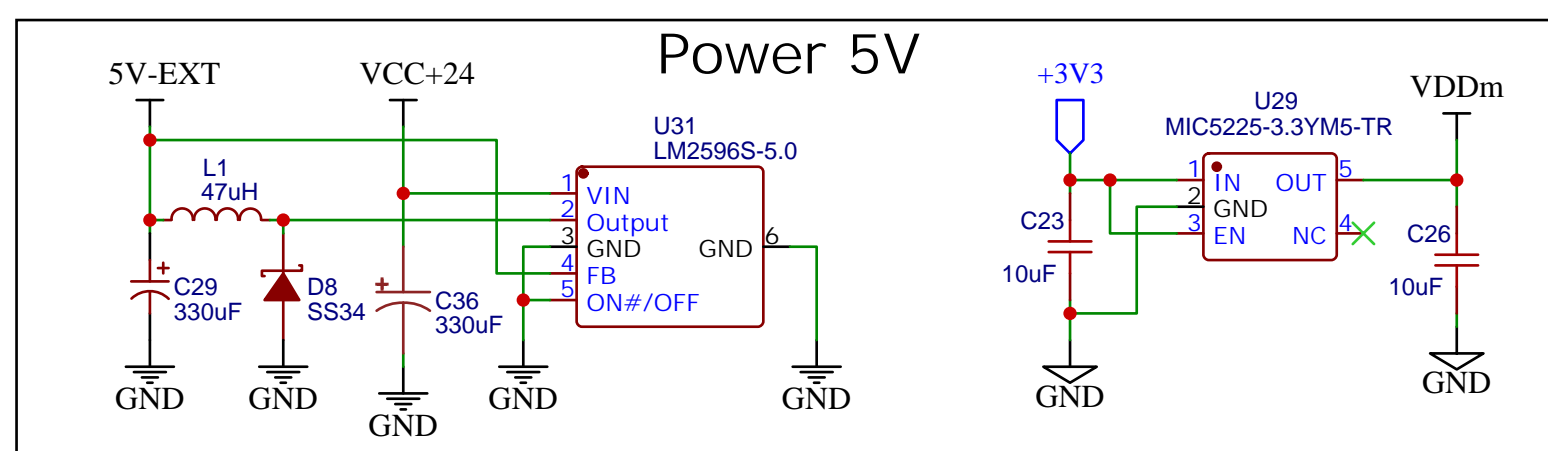 Power 5V
5V-EXT
VCC+24
+3V3
VDDm
U31
LM2596S-5.0
U29
MIC5225-3.3YM5-TR
L1
47uH
1 VIN
2 Output
3 GND
4 FB
5 ON#/OFF
GND 6
1 IN
2 GND
3 EN
OUT 5
NC 4
C29
330uF
D8
SS34
C36
330uF
C23
10uF
C26
10uF
GND
GND
GND
GND
GND
GND
GND